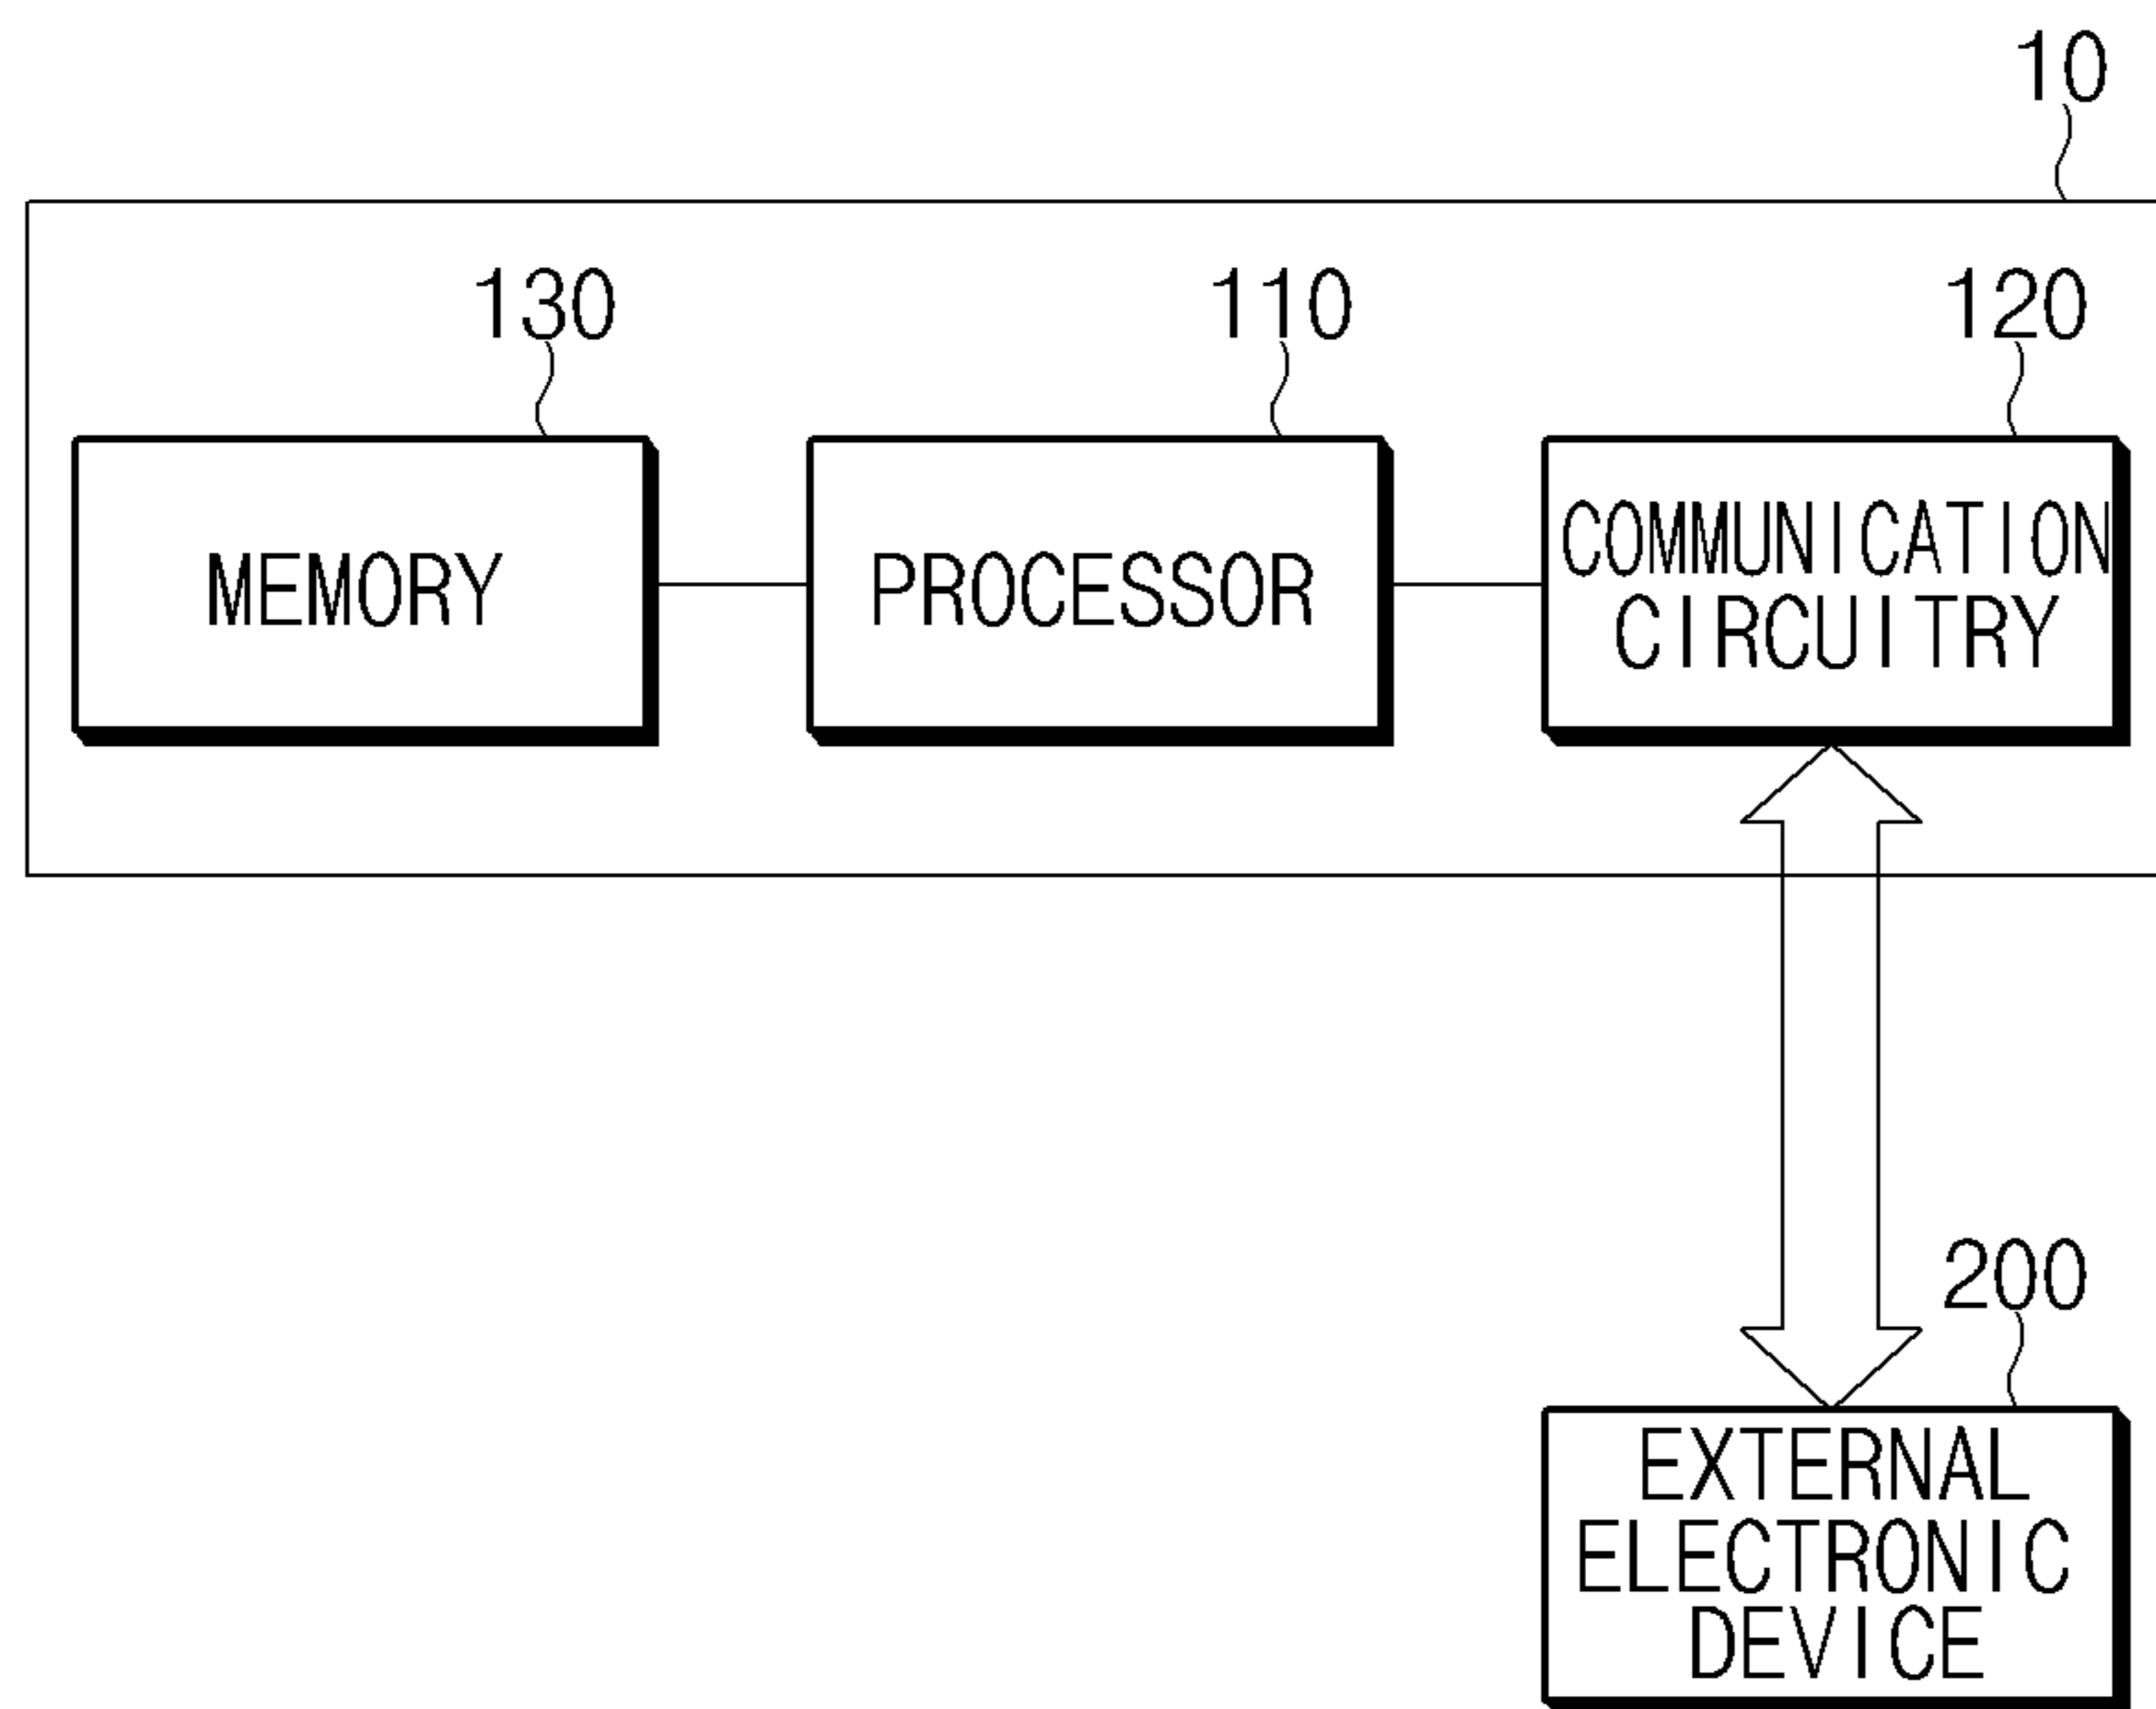 10
130
110
120
MEMORY
PROCESSOR
COMMUNICATION
CIRCUITRY
200
EXTERNAL
ELECTRONIC
DEVICE